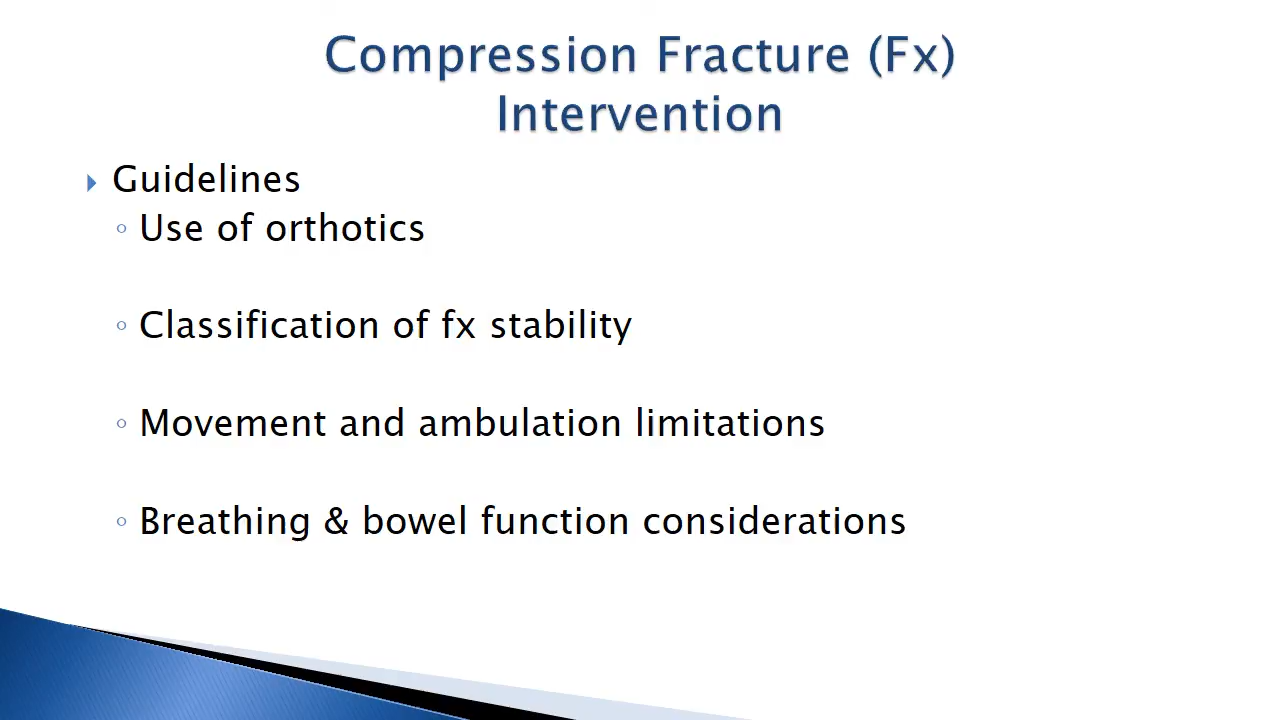 Compression Fracture (Fx)
Intervention
Guidelines
Use of orthotics
Classification of fx stability
Movement and ambulation limitations
Breathing & bowel function considerations